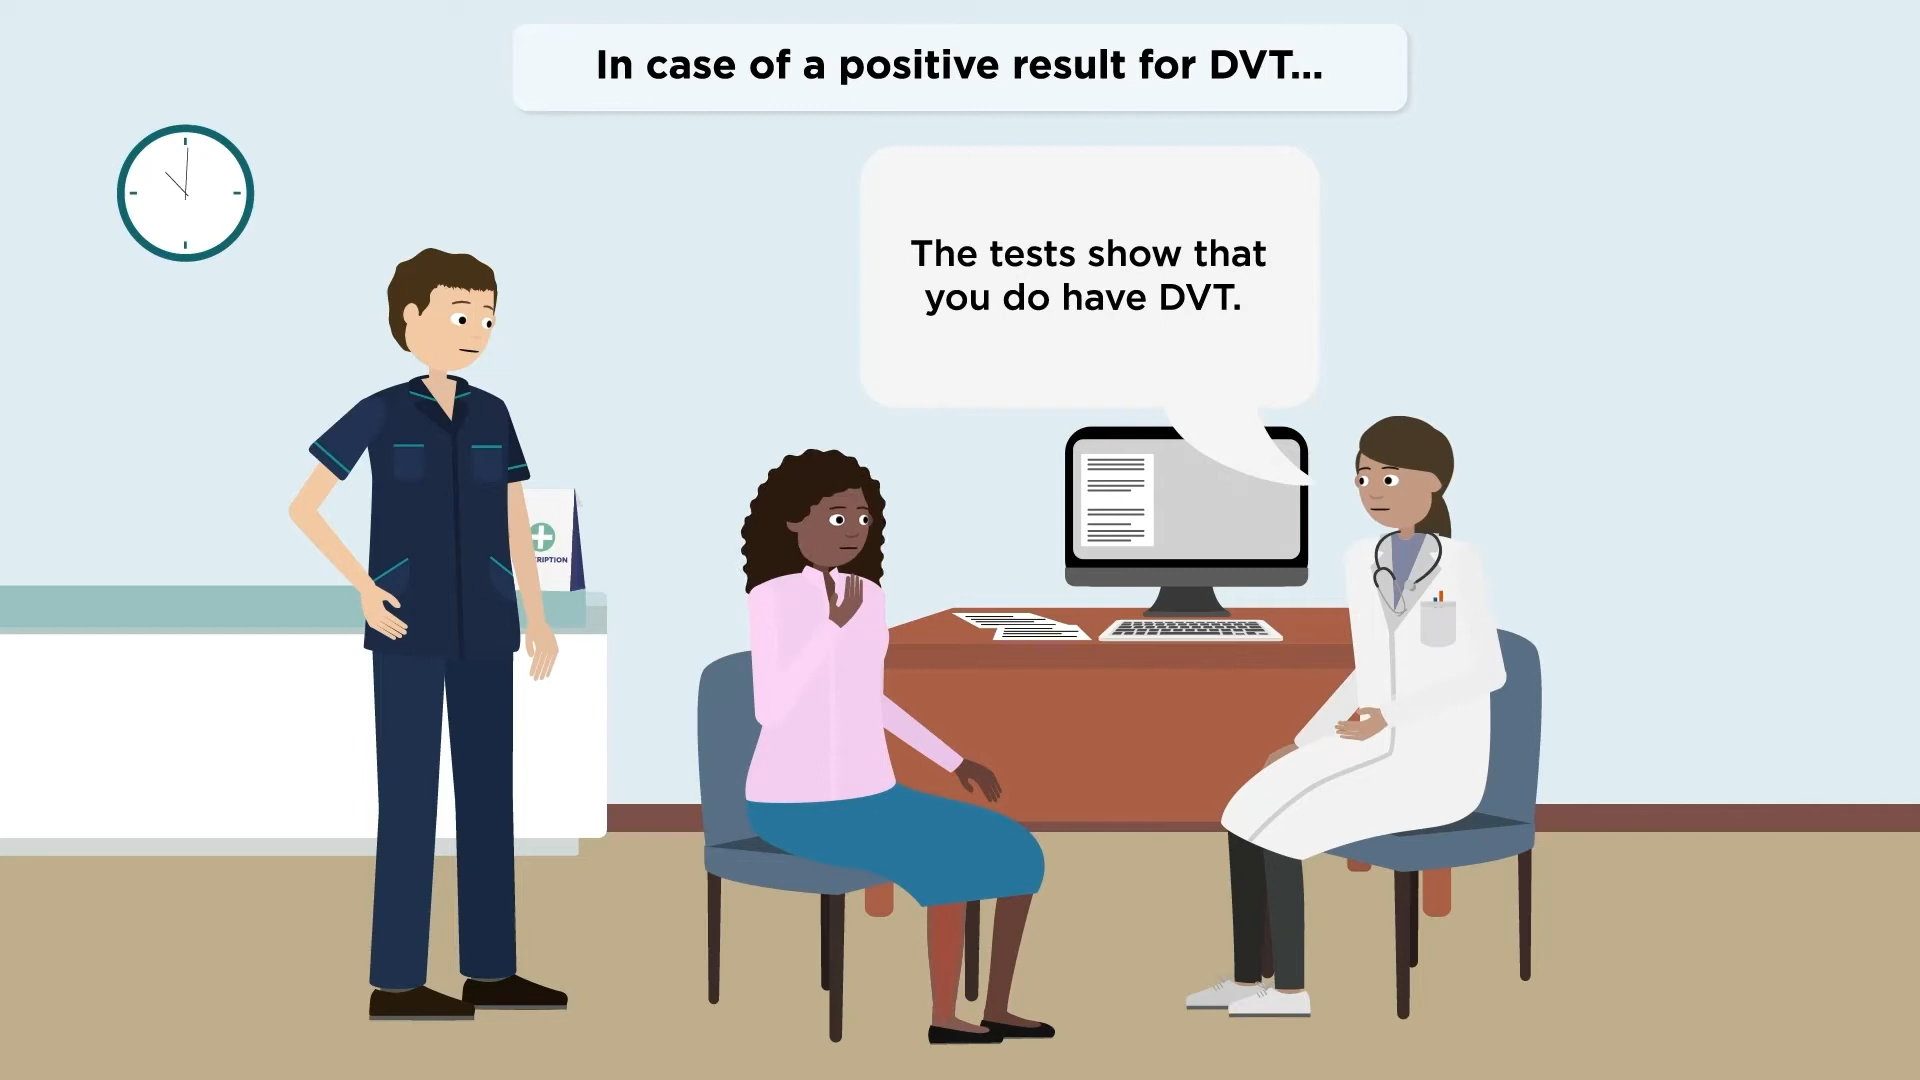 In case of a positive result for DVT...
The tests show that
you do have DVT.
RIPTION